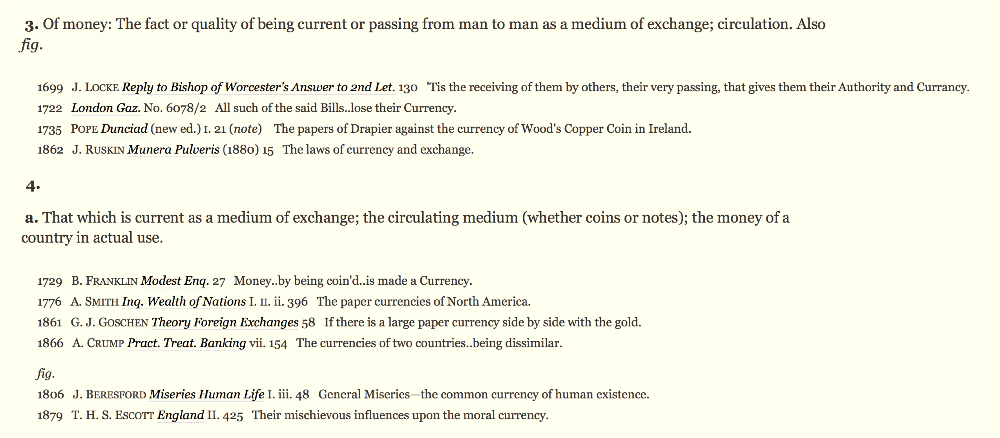 3. Of money: The fact or quality of being current or passing from man to man as a medium of exchange; circulation. Also
fig.
1699 J. LOCKE Reply to Bishop of Worcester's Answer to 2nd Let. 130 'Tis the receiving of them by others, their very passing, that gives them their Authority and Currancy.
1722 London Gaz. No. 6078/2 All such of the said Bills..lose their Currency.
1735 POPE Dunciad (new ed.) I. 21 (note) The papers of Drapier against the currency of Wood's Copper Coin in Ireland.
1862 J. RUSKIN Munera Pulveris (1880) 15 The laws of currency and exchange.
4.
a. That which is current as a medium of exchange; the circulating medium (whether coins or notes); the money of a
country in actual use.
1729 B. FRANKLIN Modest Enq. 27 Money..by being coin'd..is made a Currency.
1776 A. SMITH Inq. Wealth of Nations I. II. ii. 396 The paper currencies of North America.
1861 G. J. GOSCHEN Theory Foreign Exchanges 58 If there is a large paper currency side by side with the gold.
1866 A. CRUMP Pract. Treat. Banking vii. 154 The currencies of two countries..being dissimilar.
fig.
1806 J. BERESFORD Miseries Human Life I. iii. 48 General Miseries—the common currency of human existence.
1879 T. H. S. ESCOTT England II. 425 Their mischievous influences upon the moral currency.